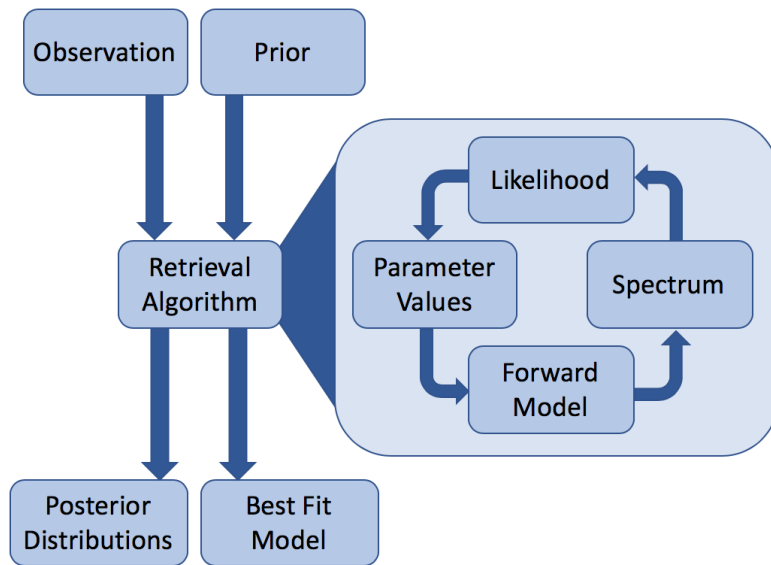 Observation
Prior
Retrieval
Algorithm
Likelihood
Parameter
Values
Spectrum
Forward
Model
Posterior
Distributions
Best Fit
Model